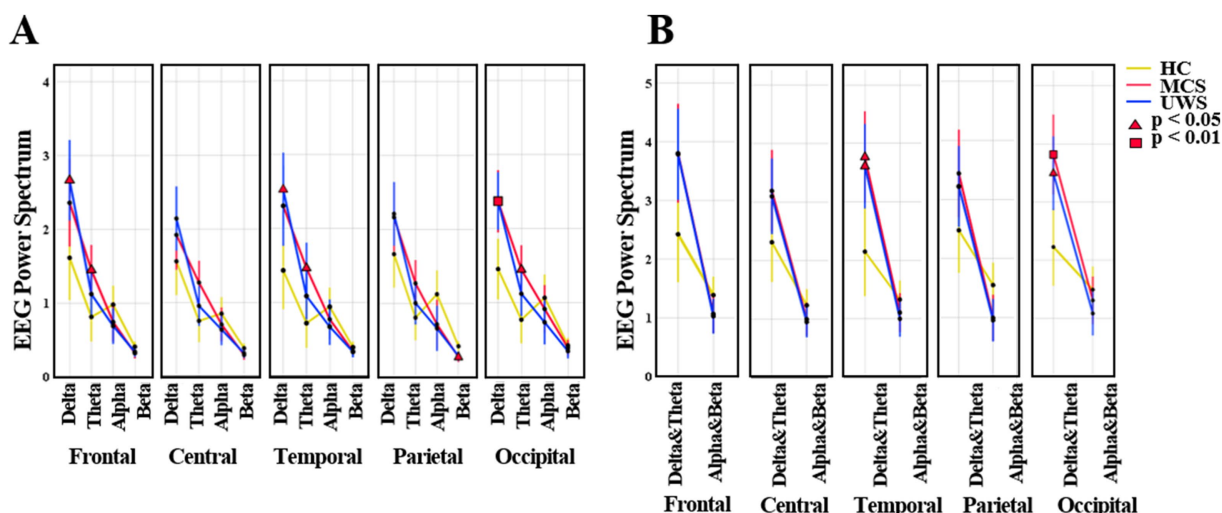 A
B
EEG Power Spectrum
4
3
2
1
0
Delta
Theta
Alpha
Beta
Delta
Theta
Alpha
Beta
Delta
Theta
Alpha
Beta
Delta
Theta
Alpha
Beta
Delta
Theta
Alpha
Beta
Frontal
Central
Temporal
Parietal
Occipital
EEG Power Spectrum
5
4
3
2
1
0
Delta&Theta
Alpha&Beta
Delta&Theta
Alpha&Beta
Delta&Theta
Alpha&Beta
Delta&Theta
Alpha&Beta
Delta&Theta
Alpha&Beta
Frontal
Central
Temporal
Parietal
Occipital
HC
MCS
UWS
p < 0.05
p < 0.01